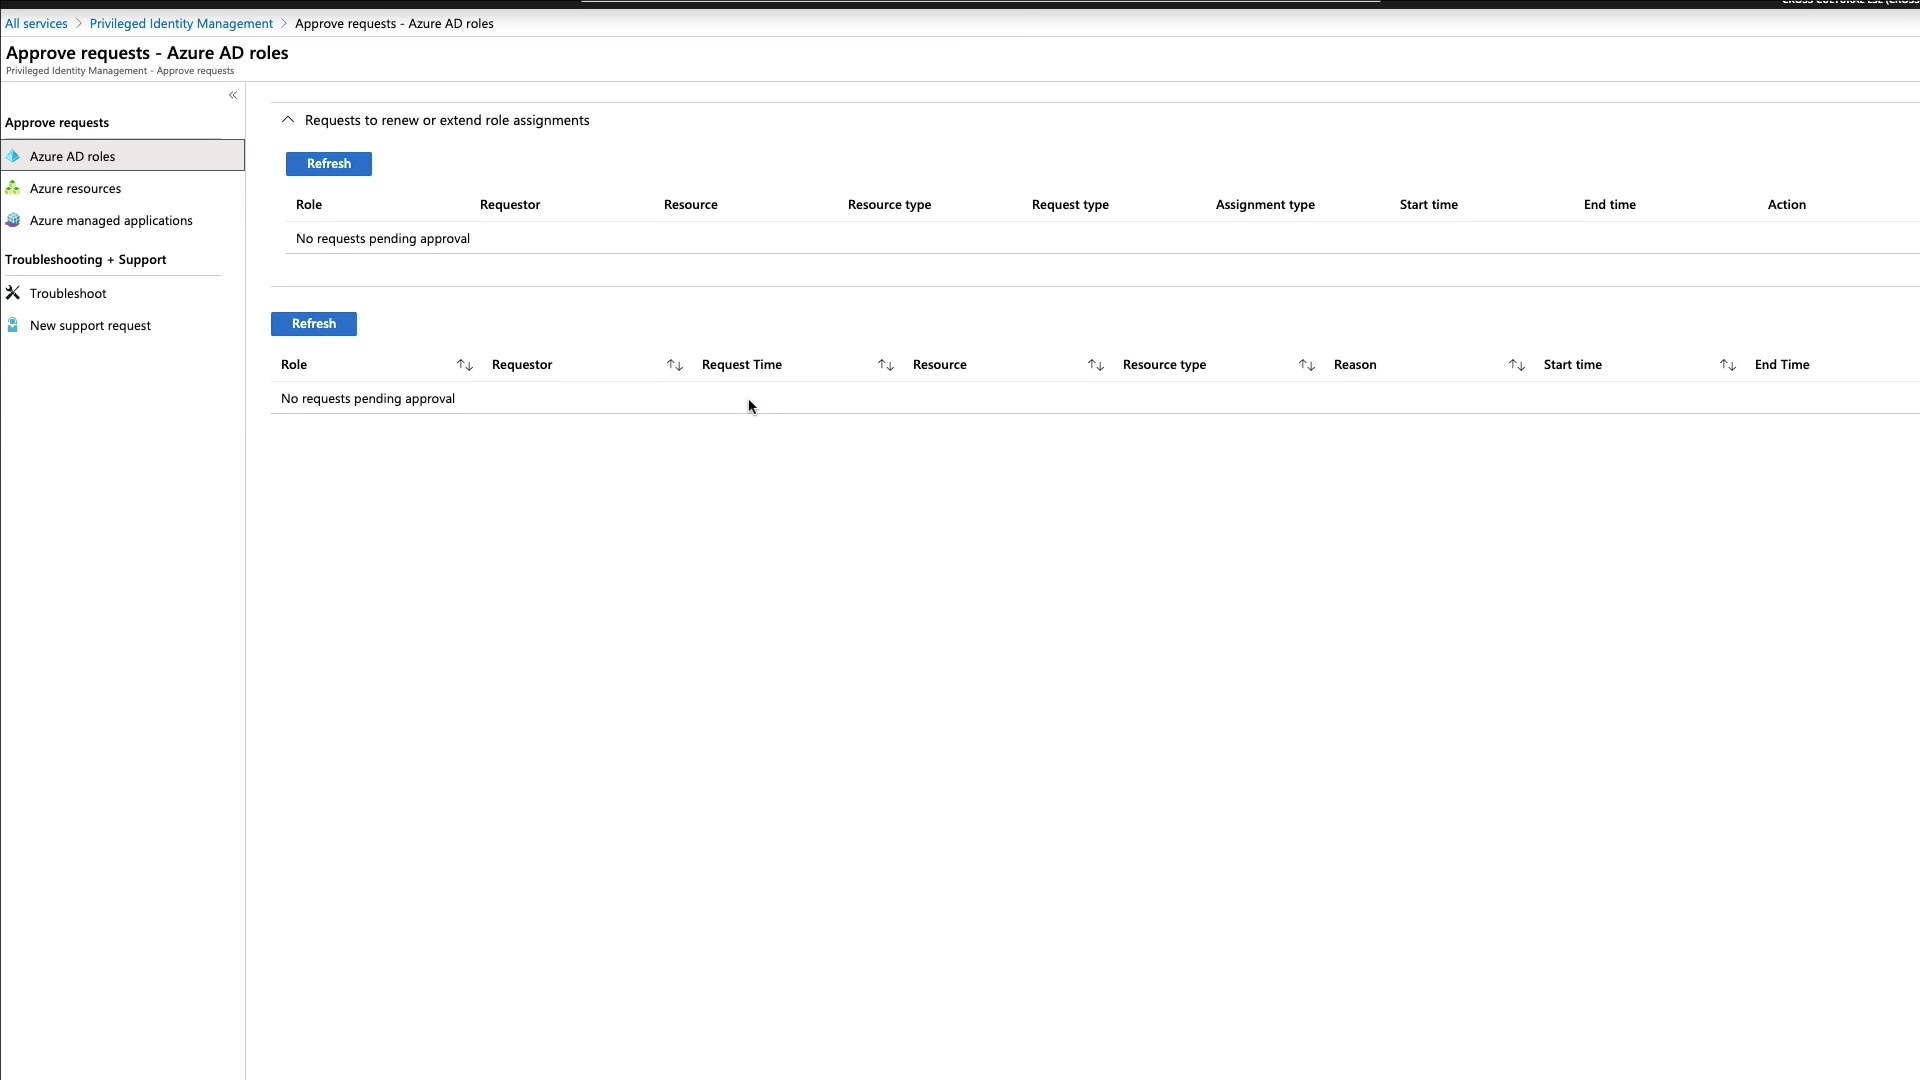 All services > Privileged Identity Management > Approve requests - Azure AD roles
Approve requests - Azure AD roles
Privileged Identity Management - Approve requests
Approve requests
Azure AD roles
Azure resources
Azure managed applications
Troubleshooting + Support
Troubleshoot
New support request
Requests to renew or extend role assignments
Refresh
Role Requestor Resource Resource type Request type Assignment type Start time End time Action
No requests pending approval
Refresh
Role Requestor Request Time Resource Resource type Reason Start time End Time
No requests pending approval